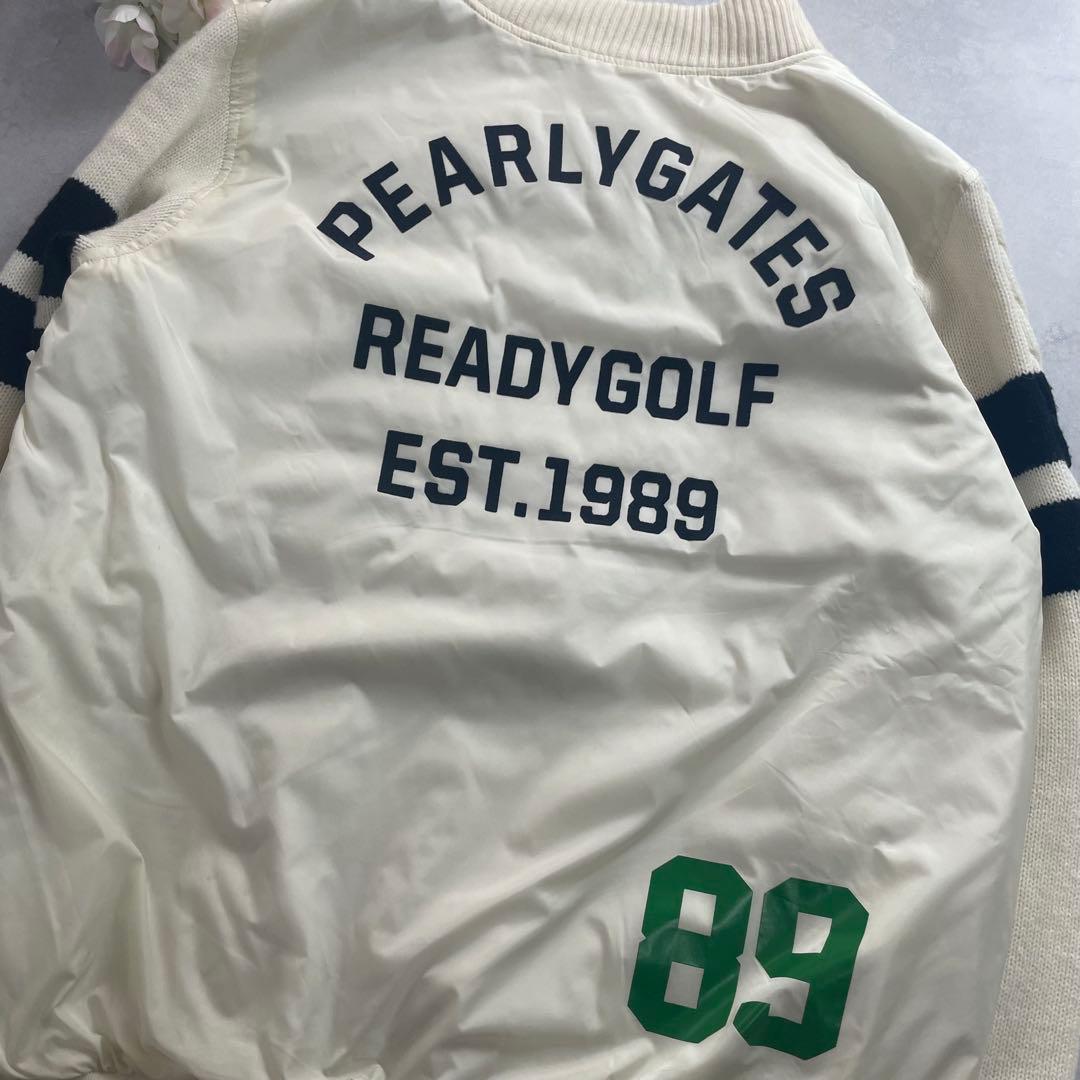 PEARLYGATES
READYGOLF
EST.1989
89